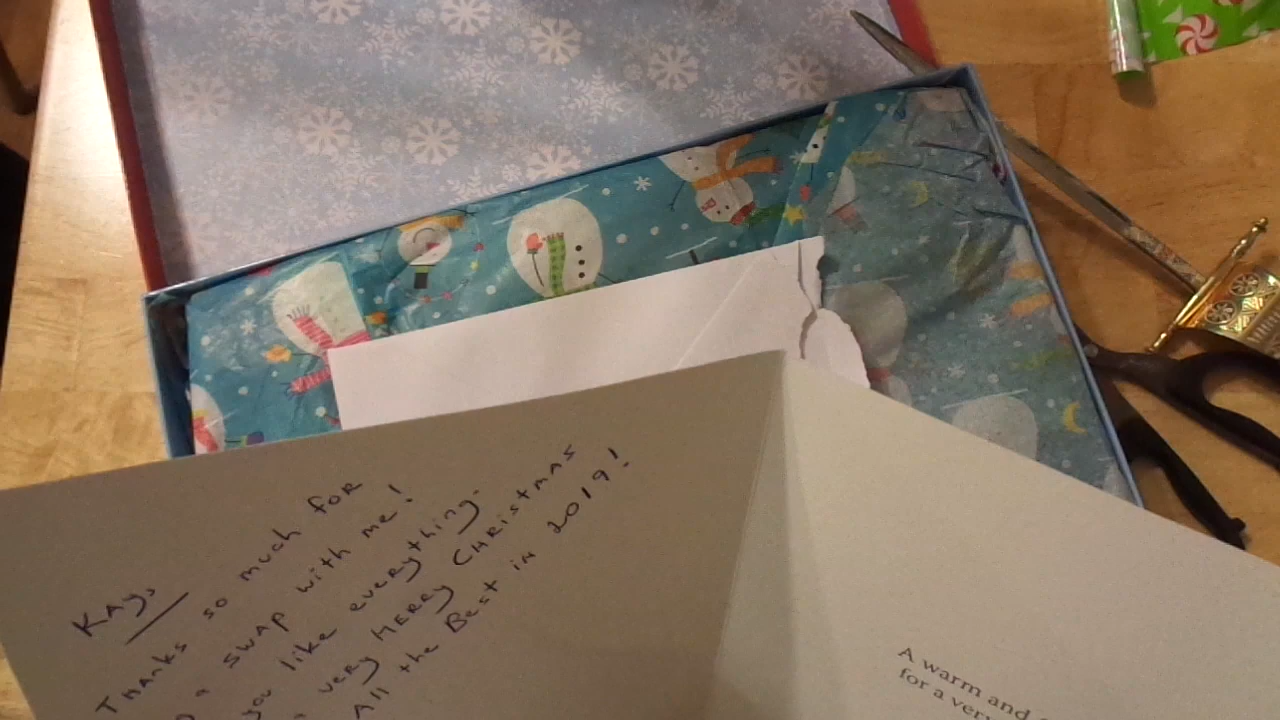 KAy,
THANKS so much for
a SWAP with me!
you like everything.
very MERRy CHRistmAS
All the Best in 2019!
A warm and
for a very